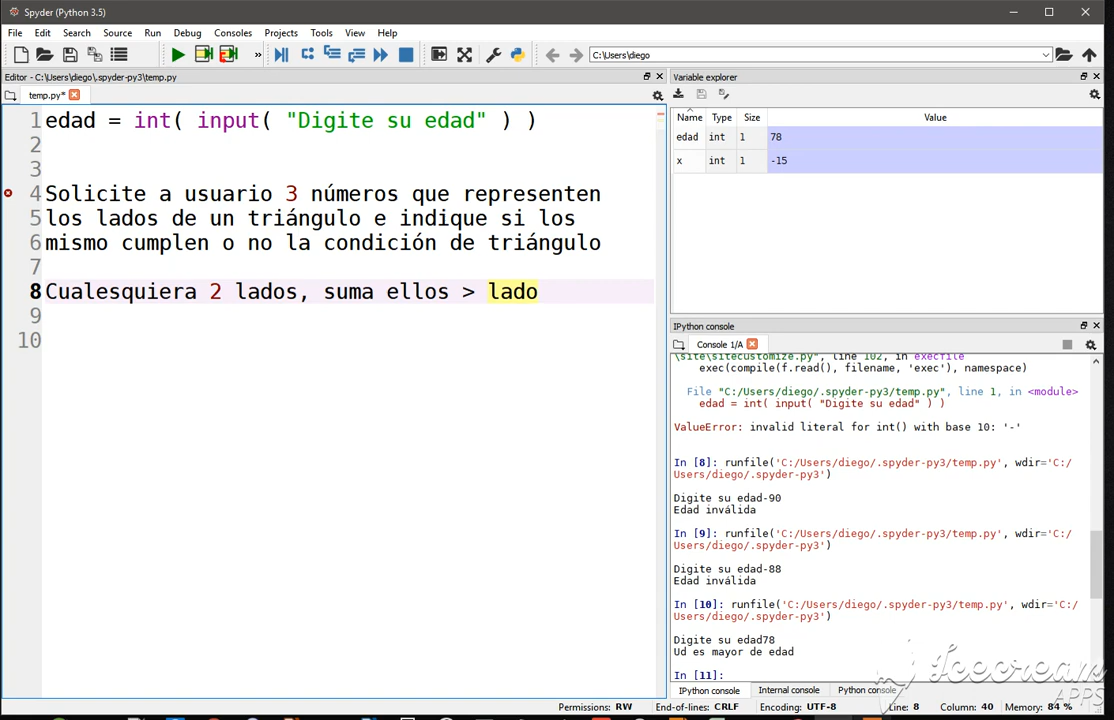 Spyder (Python 3.5)
File Edit Search Source Run Debug Consoles Projects Tools View Help
» C:\Users\diego
Editor - C:\Users\diego\.spyder-py3\temp.py
temp.py*
1 edad = int( input( "Digite su edad" ) )
2
3
4 Solicite a usuario 3 números que representen
5 los lados de un triángulo e indique si los
6 mismo cumplen o no la condición de triángulo
7
8 Cualesquiera 2 lados, suma ellos > lado
9
10
Variable explorer
Name Type Size Value
edad int 1 78
x int 1 -15
IPython console
Console 1/A
\site\sitecustomize.py", line 102, in execfile
exec(compile(f.read(), filename, 'exec'), namespace)
File "C:/Users/diego/.spyder-py3/temp.py", line 1, in <module>
edad = int( input( "Digite su edad" ) )
ValueError: invalid literal for int() with base 10: '-'
In [8]: runfile('C:/Users/diego/.spyder-py3/temp.py', wdir='C:/
Users/diego/.spyder-py3')
Digite su edad-90
Edad inválida
In [9]: runfile('C:/Users/diego/.spyder-py3/temp.py', wdir='C:/
Users/diego/.spyder-py3')
Digite su edad-88
Edad inválida
In [10]: runfile('C:/Users/diego/.spyder-py3/temp.py', wdir='C:/
Users/diego/.spyder-py3')
Digite su edad78
Ud es mayor de edad
In [11]:
Icecream
APPS
IPython console Internal console Python console
Permissions: RW End-of-lines: CRLF Encoding: UTF-8 Line: 8 Column: 40 Memory: 84 %